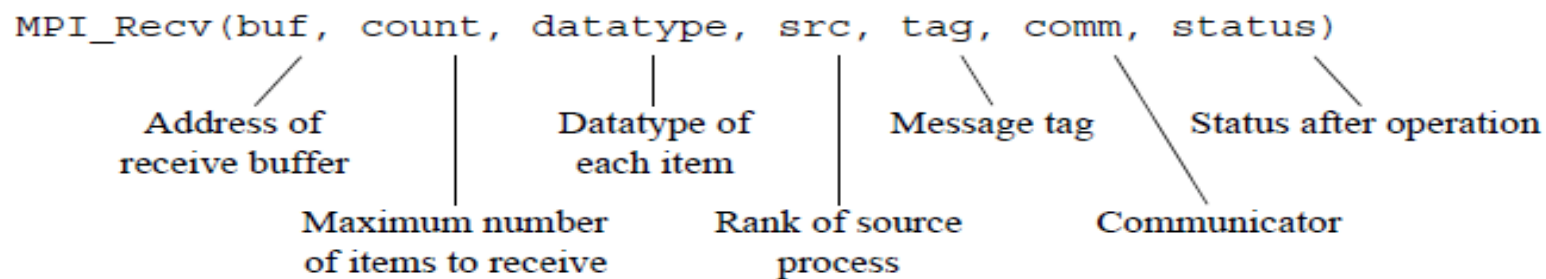 MPI_Recv(buf, count, datatype, src, tag, comm, status)
Address of
receive buffer
Datatype of
each item
Message tag
Status after operation
Maximum number
of items to receive
Rank of source
process
Communicator